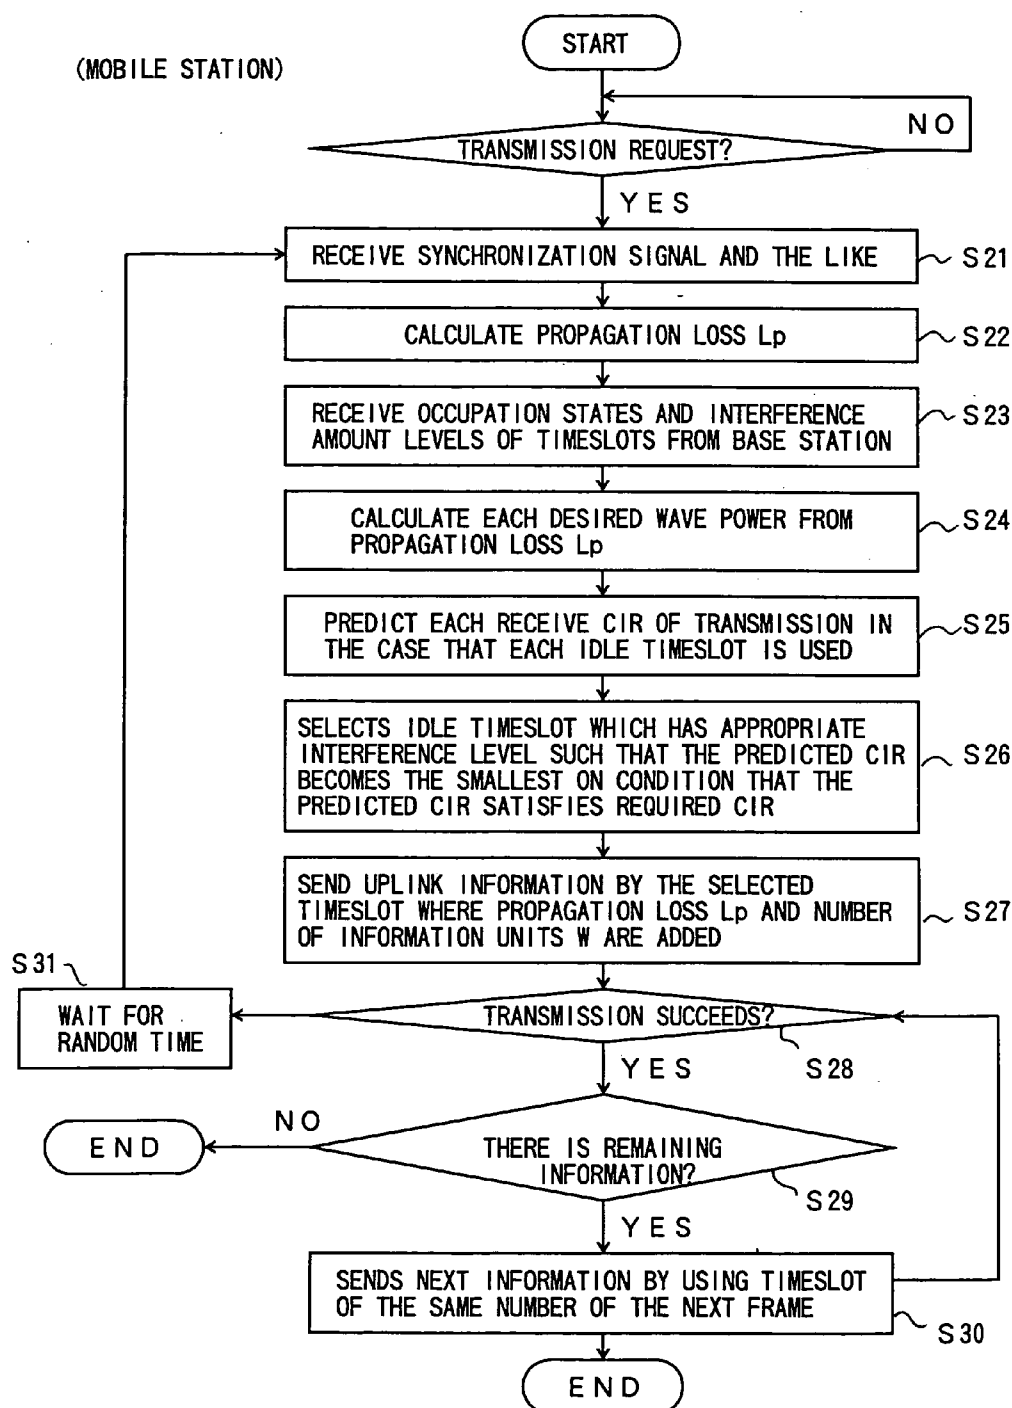 START
(MOBILE STATION)
NO
TRANSMISSION REQUEST?
YES
RECEIVE SYNCHRONIZATION SIGNAL AND THE LIKE
S21
CALCULATE PROPAGATION LOSS Lp
S22
RECEIVE OCCUPATION STATES AND INTERFERENCE
AMOUNT LEVELS OF TIMESLOTS FROM BASE STATION
S23
CALCULATE EACH DESIRED WAVE POWER FROM
PROPAGATION LOSS Lp
S24
PREDICT EACH RECEIVE CIR OF TRANSMISSION IN
THE CASE THAT EACH IDLE TIMESLOT IS USED
S25
SELECTS IDLE TIMESLOT WHICH HAS APPROPRIATE
INTERFERENCE LEVEL SUCH THAT THE PREDICTED CIR
BECOMES THE SMALLEST ON CONDITION THAT THE
PREDICTED CIR SATISFIES REQUIRED CIR
S26
SEND UPLINK INFORMATION BY THE SELECTED
TIMESLOT WHERE PROPAGATION LOSS Lp AND NUMBER
OF INFORMATION UNITS W ARE ADDED
S27
S31
WAIT FOR
RANDOM TIME
TRANSMISSION SUCCEEDS?
S28
YES
NO
END
THERE IS REMAINING
INFORMATION?
S29
YES
SENDS NEXT INFORMATION BY USING TIMESLOT
OF THE SAME NUMBER OF THE NEXT FRAME
S30
END